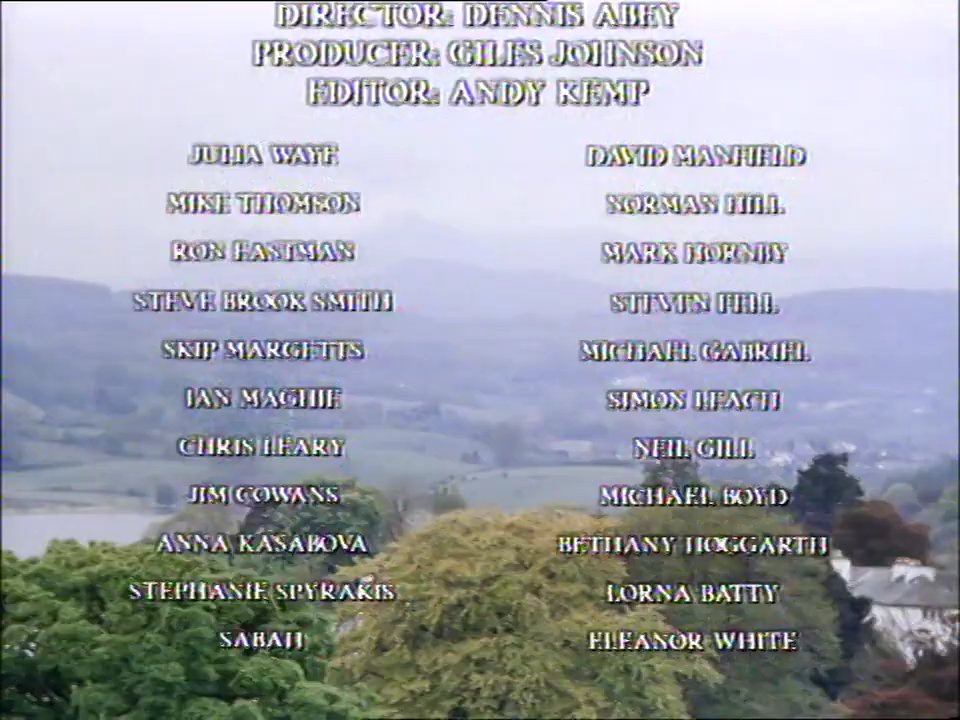 DIRECTOR: DENNIS ABEY
PRODUCER: GILES JOHNSON
EDITOR: ANDY KEMP
JULIA WAYE
DAVID MANFIELD
MIKE THOMSON
NORMAN HILL
RON EASTMAN
MARK HORNBY
STEVE BROOK SMITH
STEVEN FELL
SKIP MARGETTS
MICHAEL GABRIEL
IAN MAGHIE
SIMON LEACH
CHRIS LEARY
NEIL GILL
JIM COWANS
MICHAEL BOYD
ANNA KASABOVA
BETHANY HOGGARTH
STEPHANIE SPYRAKIS
LORNA BATTY
SABAH
ELEANOR WHITE